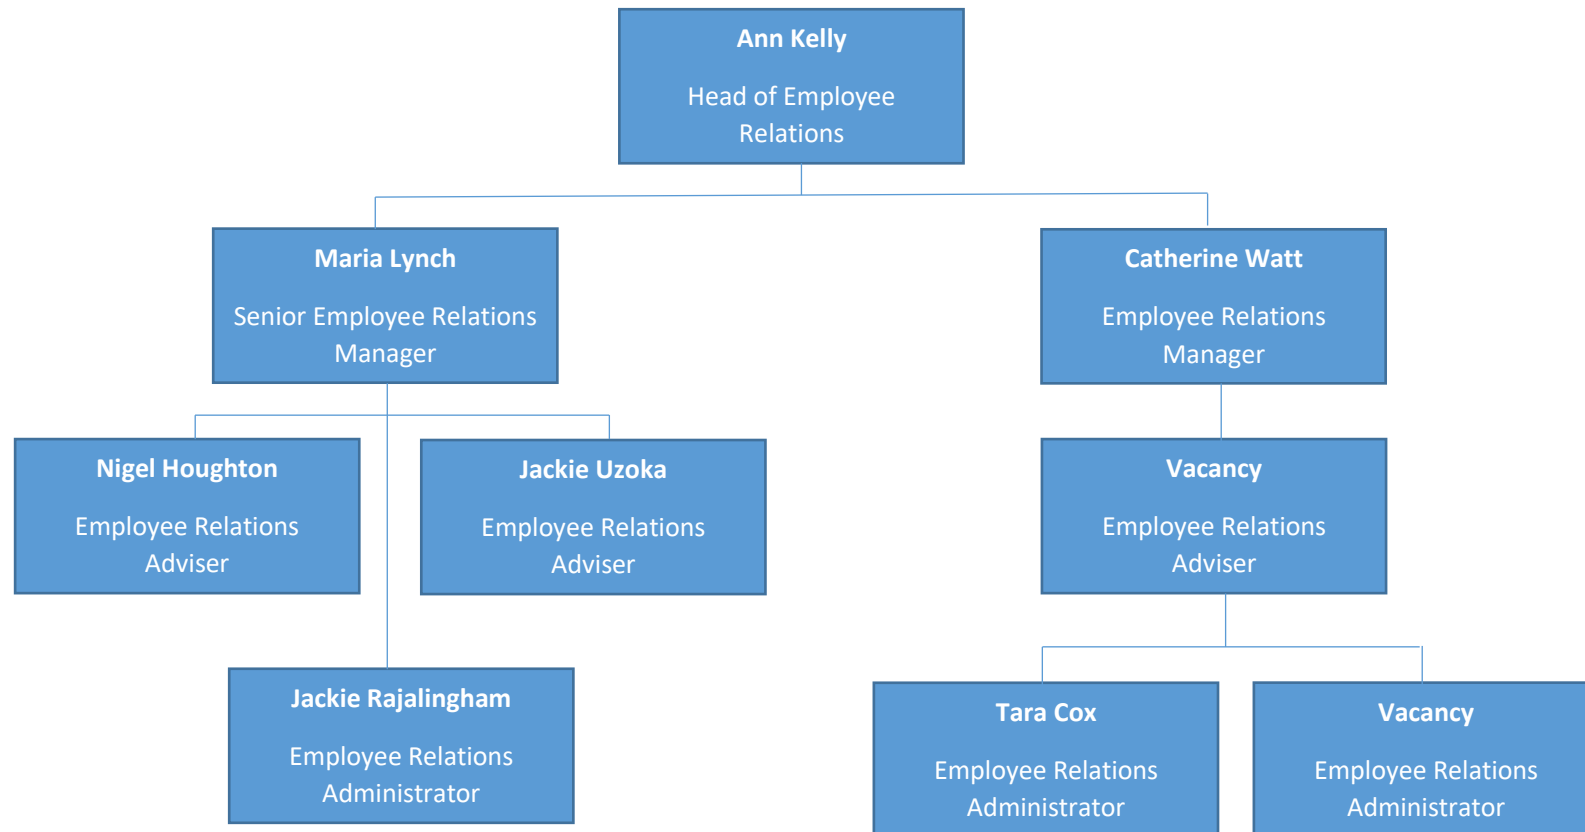 Ann Kelly
Head of Employee
Relations
Maria Lynch
Senior Employee Relations
Manager
Catherine Watt
Employee Relations
Manager
Nigel Houghton
Employee Relations
Adviser
Jackie Uzoka
Employee Relations
Adviser
Vacancy
Employee Relations
Adviser
Jackie Rajalingham
Employee Relations
Administrator
Tara Cox
Employee Relations
Administrator
Vacancy
Employee Relations
Administrator